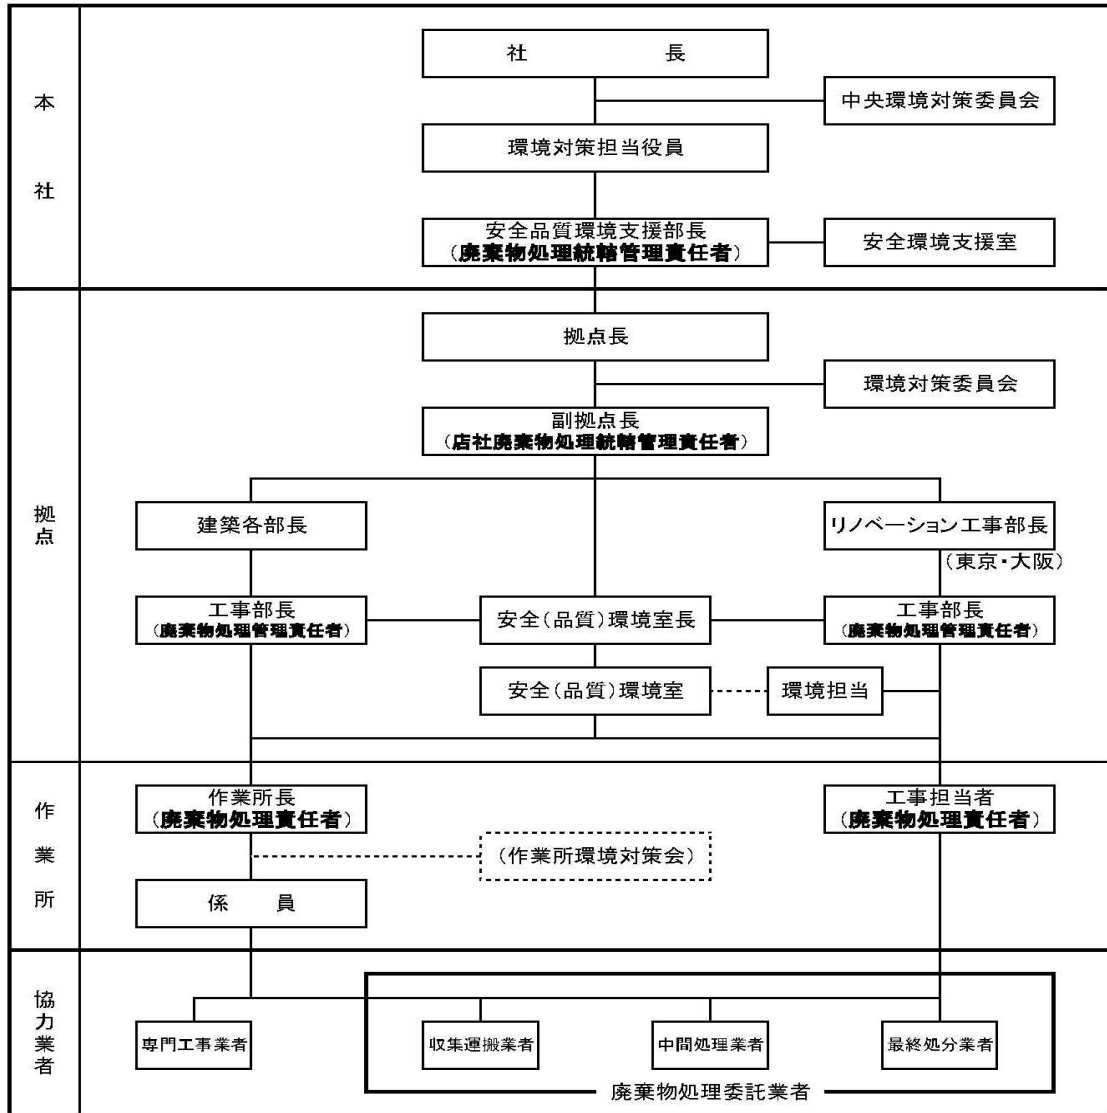 本社
社　　長
中央環境対策委員会
環境対策担当役員
安全品質環境支援部長
（廃棄物処理統轄管理責任者）
安全環境支援室
拠点
拠点長
環境対策委員会
副拠点長
（店社廃棄物処理統轄管理責任者）
建築各部長
リノベーション工事部長
（東京・大阪）
工事部長
（廃棄物処理管理責任者）
安全（品質）環境室長
工事部長
（廃棄物処理管理責任者）
安全（品質）環境室
環境担当
作業所
作業所長
（廃棄物処理責任者）
工事担当者
（廃棄物処理責任者）
（作業所環境対策会）
係　　員
協力業者
専門工事業者
収集運搬業者
中間処理業者
最終処分業者
廃棄物処理委託業者